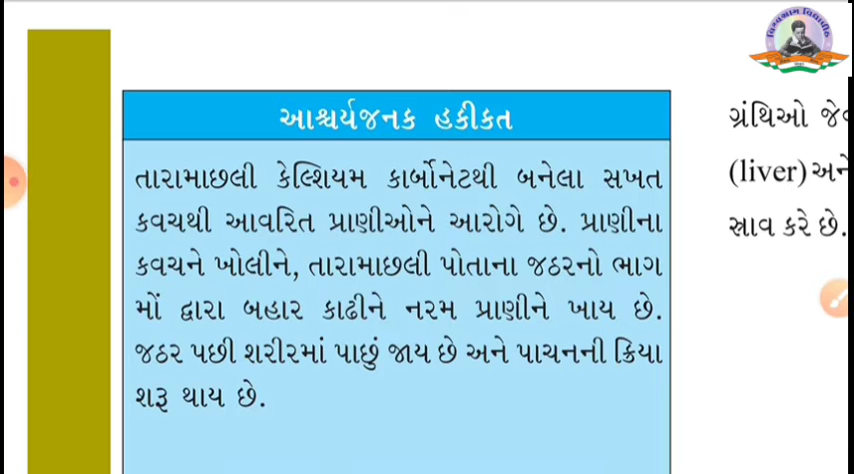 વિશ્વગ્રામ વિદ્યાપીઠ
આશ્ચર્યજનક હકીકત
તારામાછલી કેલ્શિયમ કાર્બોનેટથી બનેલા સખત
કવચથી આવરિત પ્રાણીઓને આરોગે છે. પ્રાણીના
કવચને ખોલીને, તારામાછલી પોતાના જઠરનો ભાગ
મોં દ્વારા બહાર કાઢીને નરમ પ્રાણીને ખાય છે.
જઠર પછી શરીરમાં પાછું જાય છે અને પાચનની ક્રિયા
શરૂ થાય છે.
ગ્રંથિઓ
(liver) અને
સ્રાવ કરે છે.